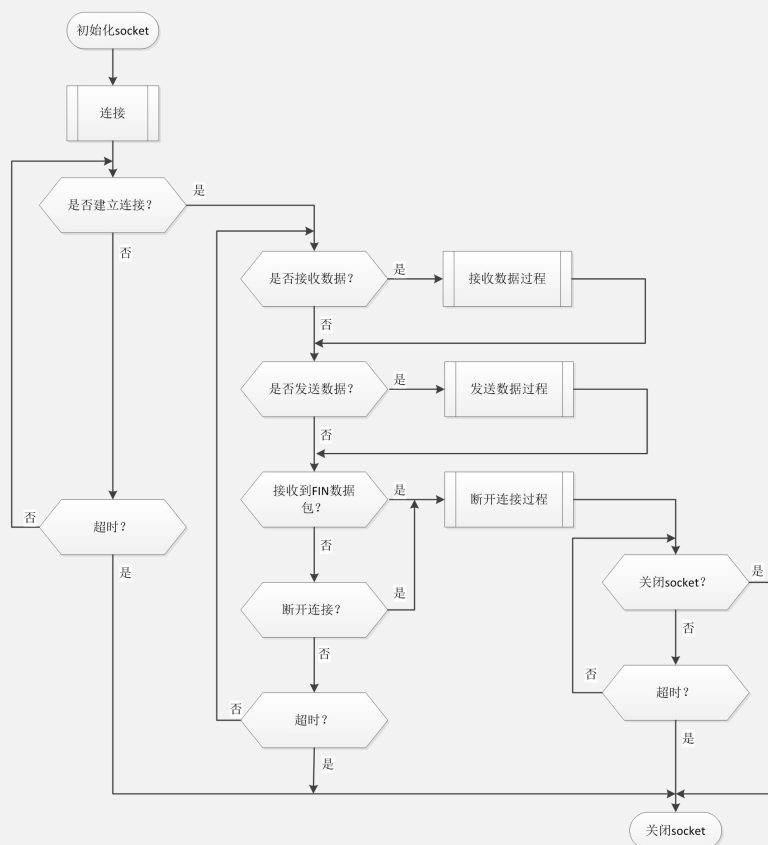 初始化socket
连接
是否建立连接？
是
否
是否接收数据？
是
接收数据过程
否
是否发送数据？
是
发送数据过程
否
接收到FIN数据
包？
是
断开连接过程
否
断开连接？
是
否
超时？
否
是
超时？
否
是
关闭socket？
是
否
超时？
否
是
关闭socket